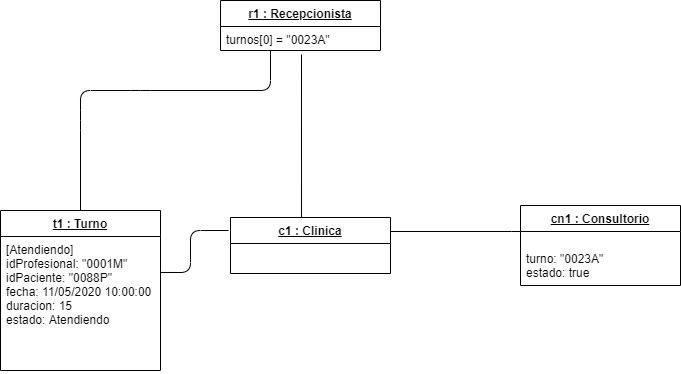 r1 : Recepcionista
turnos[0] = "0023A"
t1 : Turno
[Atendiendo]
idProfesional: "0001M"
idPaciente: "0088P"
fecha: 11/05/2020 10:00:00
duracion: 15
estado: Atendiendo
c1 : Clinica
cn1 : Consultorio
turno: "0023A"
estado: true